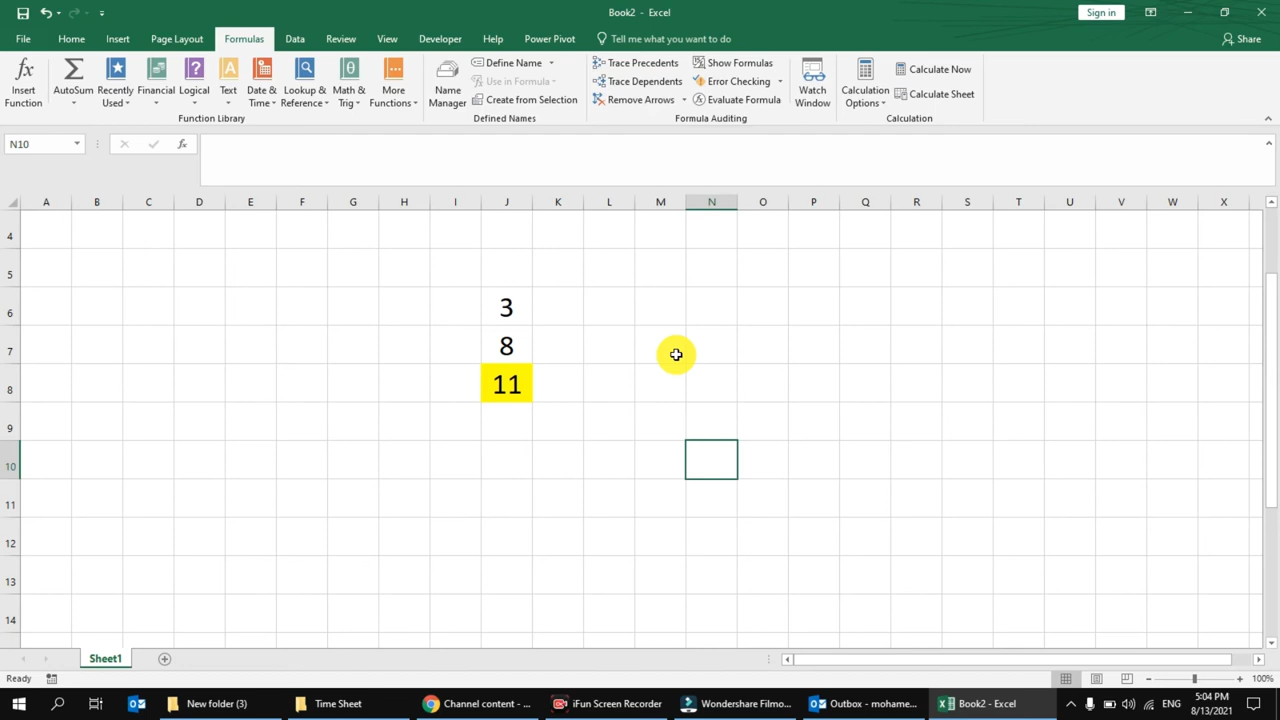 Book2 - Excel
Sign in
File Home Insert Page Layout Formulas Data Review View Developer Help Power Pivot Tell me what you want to do Share
Insert Function
AutoSum
Recently Used
Financial
Logical
Text
Date & Time
Lookup & Reference
Math & Trig
More Functions
Function Library
Name Manager
Define Name
Use in Formula
Create from Selection
Defined Names
Trace Precedents
Trace Dependents
Remove Arrows
Show Formulas
Error Checking
Evaluate Formula
Formula Auditing
Watch Window
Calculation Options
Calculate Now
Calculate Sheet
Calculation
N10
fx
A B C D E F G H I J K L M N O P Q R S T U V W X
4
5
6 3
7 8
8 11
9
10
11
12
13
14
Sheet1
Ready
100%
New folder (3)
Time Sheet
Channel content - ...
iFun Screen Recorder
Wondershare Filmo...
Outbox - mohame...
Book2 - Excel
ENG
5:04 PM
8/13/2021